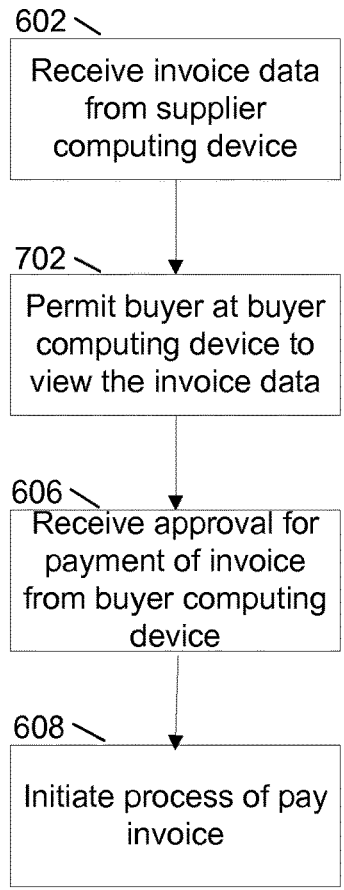 602
Receive invoice data
from supplier
computing device
702
Permit buyer at buyer
computing device to
view the invoice data
606
Receive approval for
payment of invoice
from buyer computing
device
608
Initiate process of pay
invoice